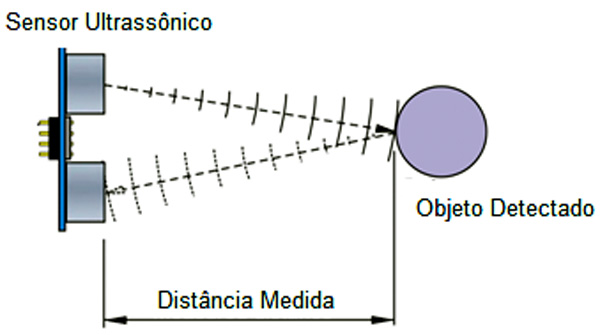 Sensor Ultrassônico
Objeto Detectado
Distância Medida